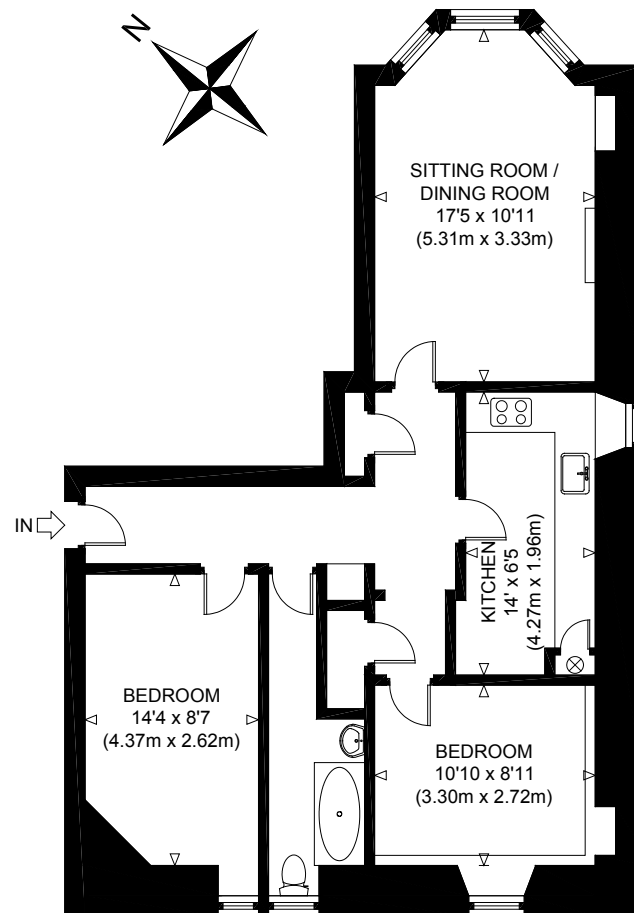 N
SITTING ROOM /
DINING ROOM
17'5 x 10'11
(5.31m x 3.33m)
IN
KITCHEN
14' x 6'5
(4.27m x 1.96m)
BEDROOM
14'4 x 8'7
(4.37m x 2.62m)
BEDROOM
10'10 x 8'11
(3.30m x 2.72m)